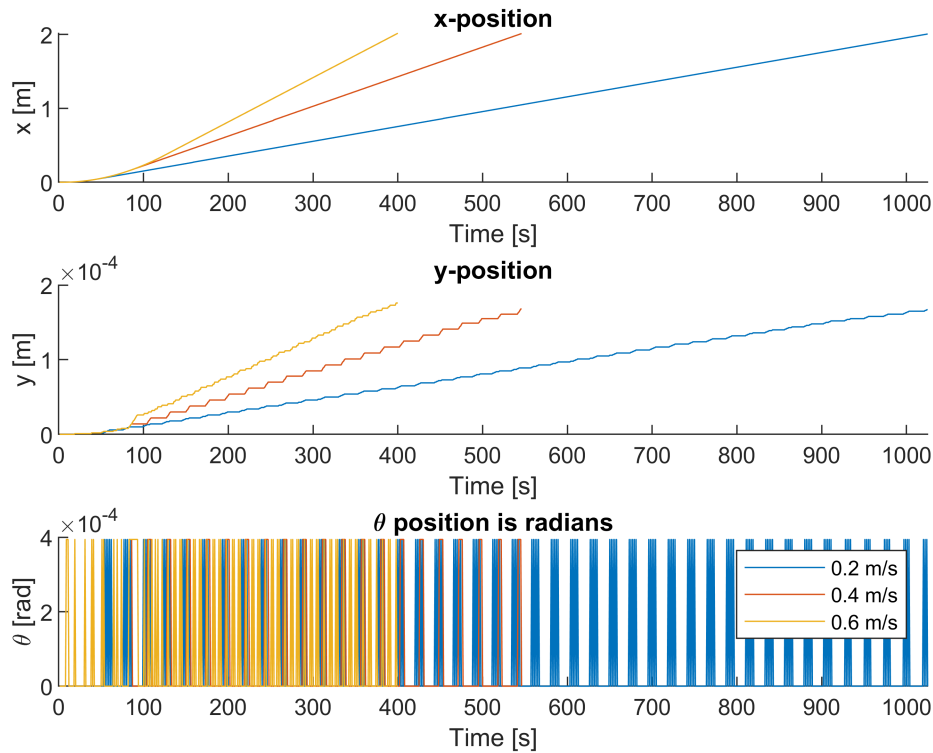 x-position
2
1
0
x [m]
0 100 200 300 400 500 600 700 800 900 1000
Time [s]
y-position
×10⁻⁴
2
1
0
y [m]
0 100 200 300 400 500 600 700 800 900 1000
Time [s]
θ position is radians
×10⁻⁴
4
2
0
θ [rad]
0.2 m/s
0.4 m/s
0.6 m/s
0 100 200 300 400 500 600 700 800 900 1000
Time [s]